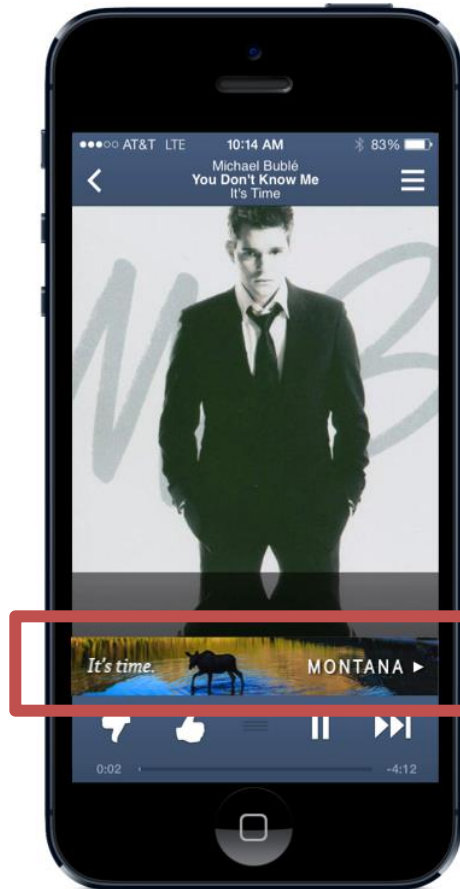 AT&T LTE 10:14 AM 83%
Michael Bublé
You Don't Know Me
It's Time
MB
It's time. MONTANA
0:02 -4:12